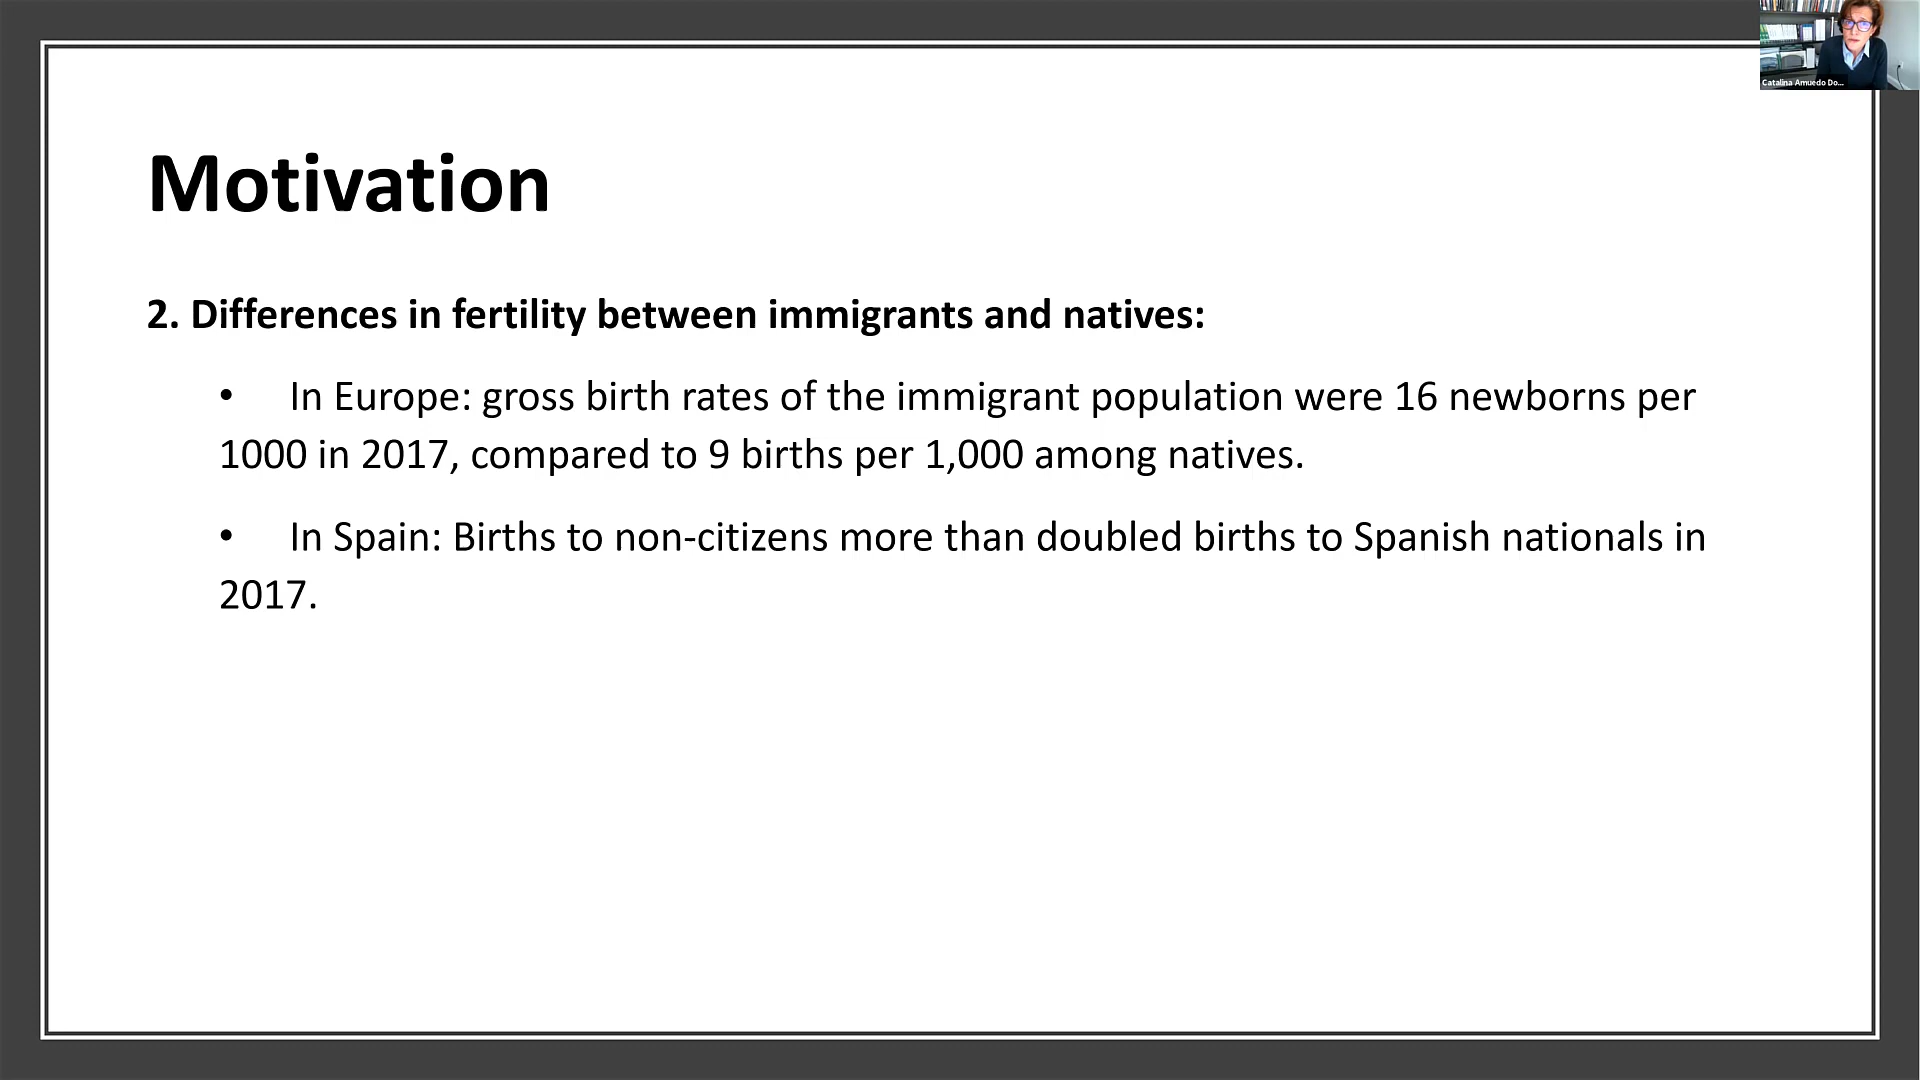 Catalina Amuedo Do...
Motivation
2. Differences in fertility between immigrants and natives:
• In Europe: gross birth rates of the immigrant population were 16 newborns per
1000 in 2017, compared to 9 births per 1,000 among natives.
• In Spain: Births to non-citizens more than doubled births to Spanish nationals in
2017.